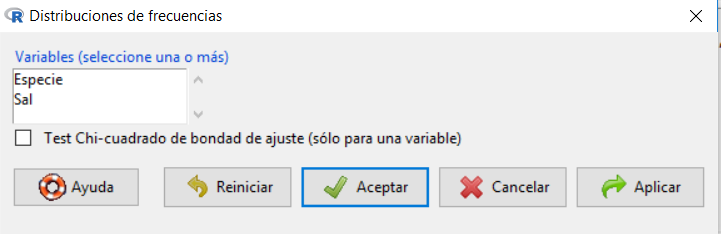 Distribuciones de frecuencias
Variables (seleccione una o más)
Especie
Sal
Test Chi-cuadrado de bondad de ajuste (sólo para una variable)
Ayuda Reiniciar Aceptar Cancelar Aplicar